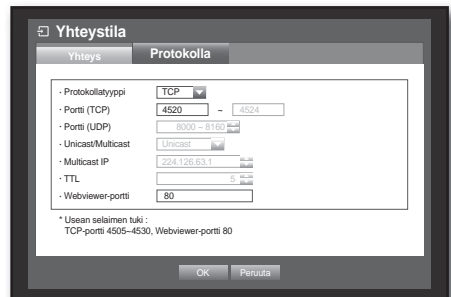 Yhteystila
Yhteys Protokolla
· Protokollatyyppi TCP
· Portti (TCP) 4520 ~ 4524
· Portti (UDP) 8000 ~ 8160
· Unicast/Multicast Unicast
· Multicast IP 224.126.63.1
· TTL 5
· Webviewer-portti 80
* Usean selaimen tuki :
TCP-portti 4505~4530, Webviewer-portti 80
OK Peruuta